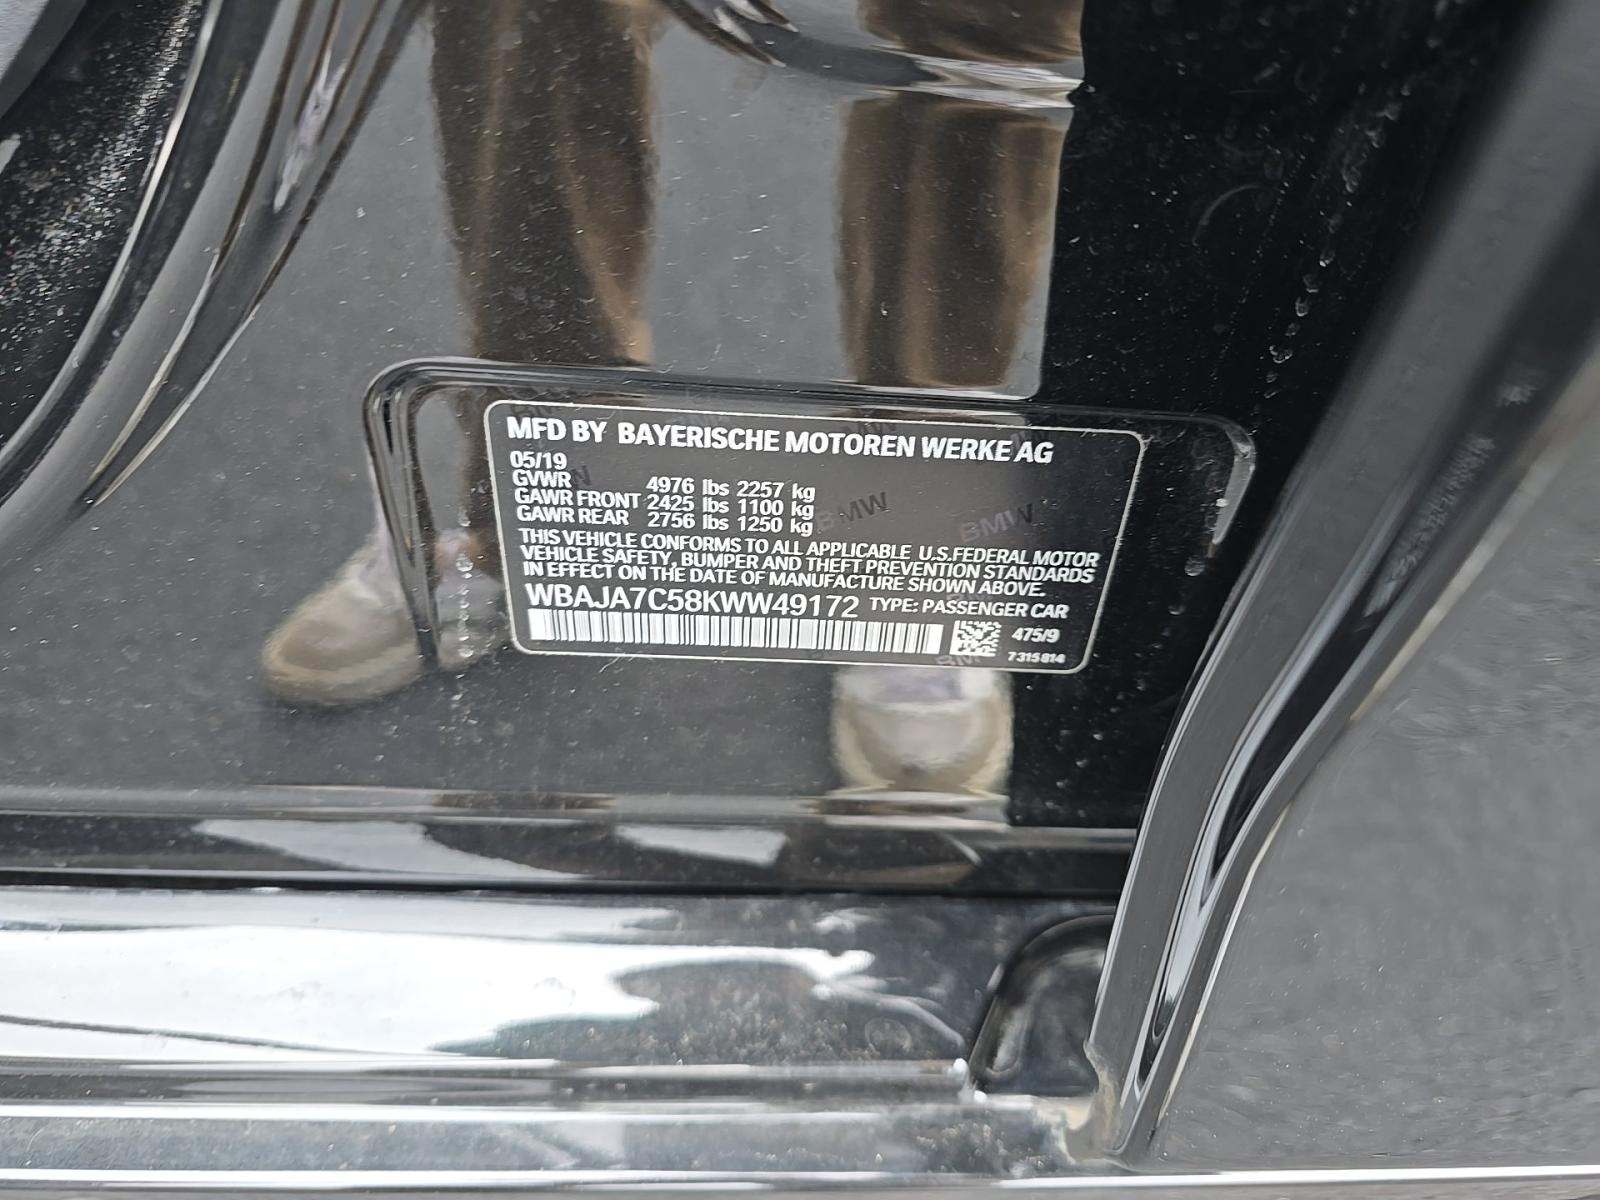 MFD BY BAYERISCHE MOTOREN WERKE AG
05/19
GVWR 4976 lbs 2257 kg
GAWR FRONT 2425 lbs 1100 kg
GAWR REAR 2756 lbs 1250 kg
THIS VEHICLE CONFORMS TO ALL APPLICABLE U.S.FEDERAL MOTOR
VEHICLE SAFETY, BUMPER AND THEFT PREVENTION STANDARDS
IN EFFECT ON THE DATE OF MANUFACTURE SHOWN ABOVE.
WBAJA7C58KWW49172 TYPE: PASSENGER CAR
475/9
7 315 814
BMW
BMW